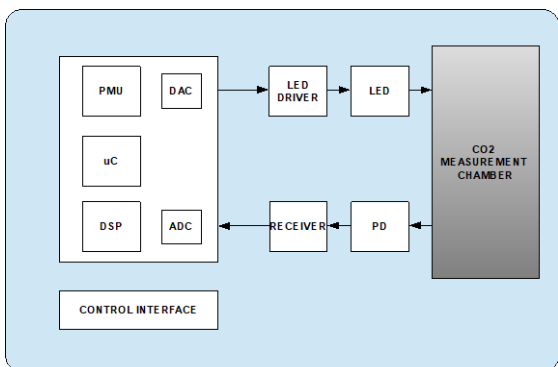 PMU
DAC
LED
DRIVER
LED
CO2
MEASUREMENT
CHAMBER
uC
DSP
ADC
RECEIVER
PD
CONTROL INTERFACE